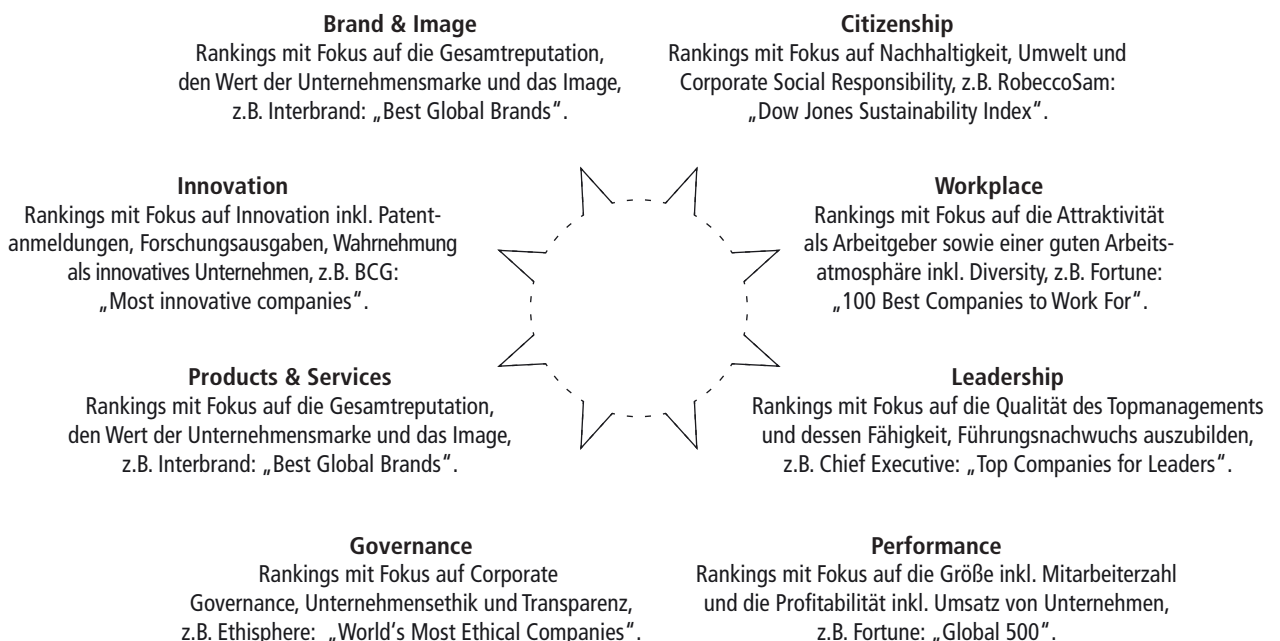 Brand & Image
Rankings mit Fokus auf die Gesamtreputation,
den Wert der Unternehmensmarke und das Image,
z.B. Interbrand: „Best Global Brands“.
Citizenship
Rankings mit Fokus auf Nachhaltigkeit, Umwelt und
Corporate Social Responsibility, z.B. RobeccoSam:
„Dow Jones Sustainability Index“.
Innovation
Rankings mit Fokus auf Innovation inkl. Patent-
anmeldungen, Forschungsausgaben, Wahrnehmung
als innovatives Unternehmen, z.B. BCG:
„Most innovative companies“.
Workplace
Rankings mit Fokus auf die Attraktivität
als Arbeitgeber sowie einer guten Arbeits-
atmosphäre inkl. Diversity, z.B. Fortune:
„100 Best Companies to Work For“.
Products & Services
Rankings mit Fokus auf die Gesamtreputation,
den Wert der Unternehmensmarke und das Image,
z.B. Interbrand: „Best Global Brands“.
Leadership
Rankings mit Fokus auf die Qualität des Topmanagements
und dessen Fähigkeit, Führungsnachwuchs auszubilden,
z.B. Chief Executive: „Top Companies for Leaders“.
Governance
Rankings mit Fokus auf Corporate
Governance, Unternehmensethik und Transparenz,
z.B. Ethisphere: „World's Most Ethical Companies“.
Performance
Rankings mit Fokus auf die Größe inkl. Mitarbeiterzahl
und die Profitabilität inkl. Umsatz von Unternehmen,
z.B. Fortune: „Global 500“.